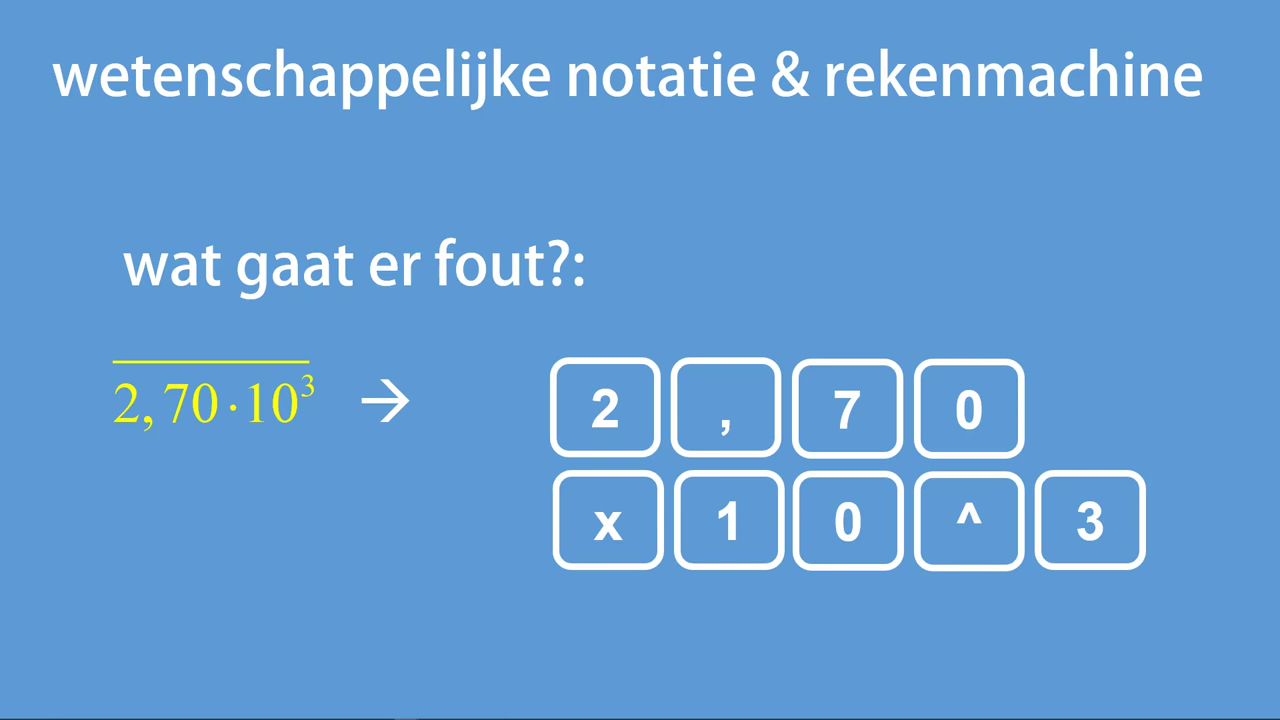 wetenschappelijke notatie & rekenmachine
wat gaat er fout?:
2,70·10³ → 2 , 7 0
x 1 0 ^ 3